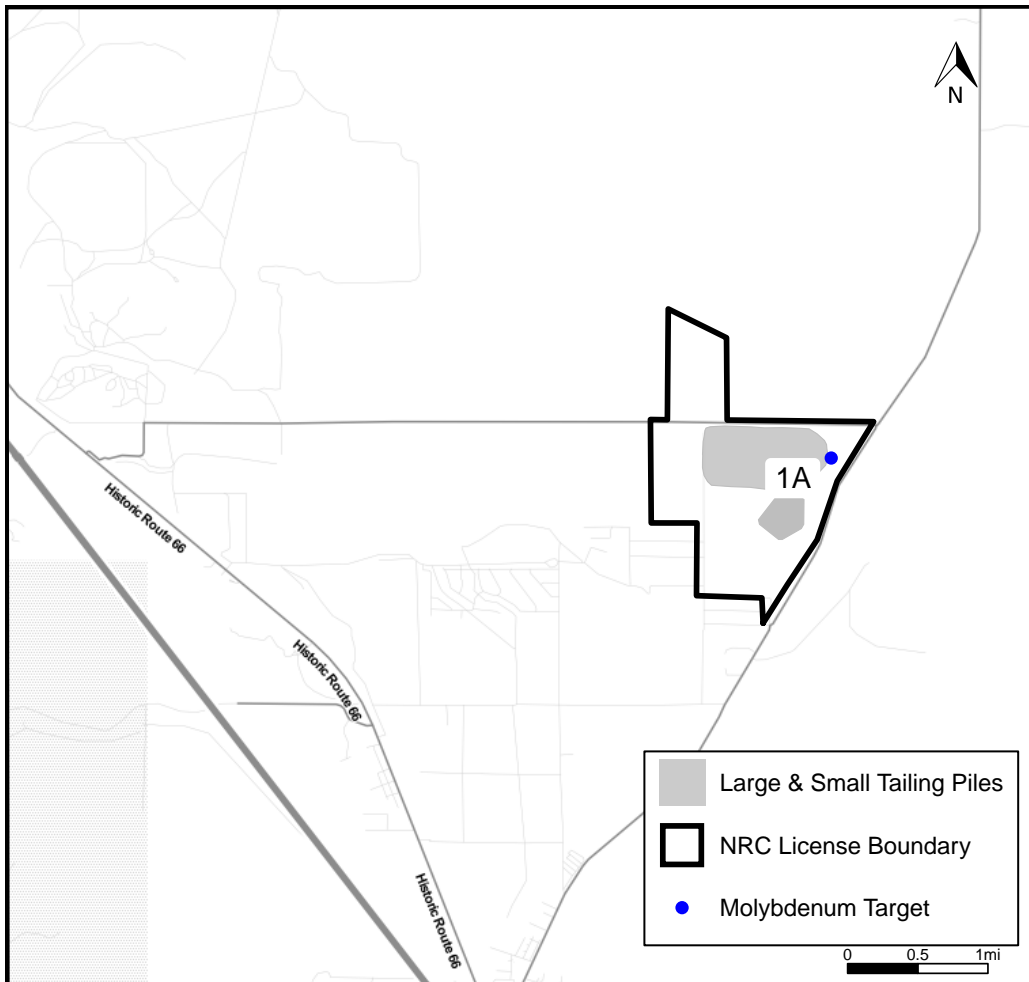 N
1A
Historic Route 66
Historic Route 66
Historic Route 66
Large & Small Tailing Piles
NRC License Boundary
Molybdenum Target
0 0.5 1mi